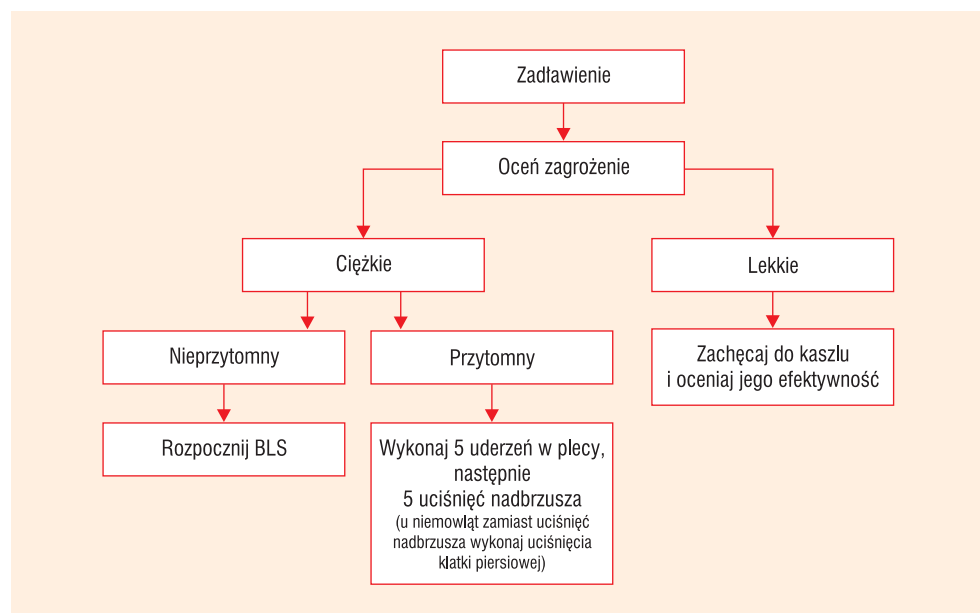 Zadławienie
Oceń zagrożenie
Ciężkie
Lekkie
Nieprzytomny
Przytomny
Zachęcaj do kaszlu
i oceniaj jego efektywność
Rozpocznij BLS
Wykonaj 5 uderzeń w plecy,
następnie
5 uciśnięć nadbrzusza
(u niemowląt zamiast uciśnięć
nadbrzusza wykonaj uciśnięcia
klatki piersiowej)